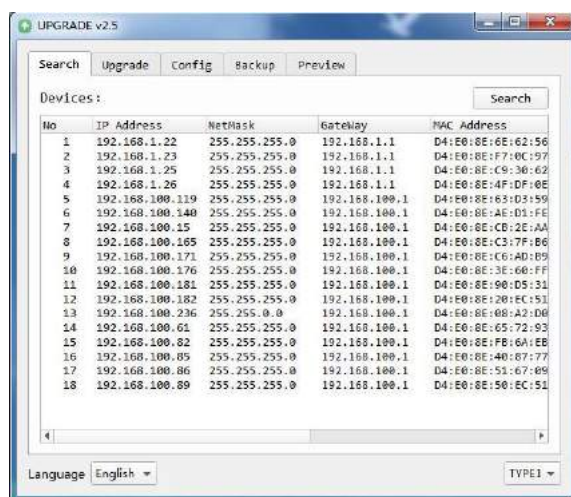 UPGRADE v2.5
Search Upgrade Config Backup Preview
Devices: Search
No IP Address NetMask GateWay MAC Address
1 192.168.1.22 255.255.255.0 192.168.1.1 D4:E0:8E:6E:62:56
2 192.168.1.23 255.255.255.0 192.168.1.1 D4:E0:8E:F7:0C:97
3 192.168.1.25 255.255.255.0 192.168.1.1 D4:E0:8E:C9:30:62
4 192.168.1.26 255.255.255.0 192.168.1.1 D4:E0:8E:4F:DF:0E
5 192.168.100.119 255.255.255.0 192.168.100.1 D4:E0:8E:63:D3:59
6 192.168.100.140 255.255.255.0 192.168.100.1 D4:E0:8E:AE:D1:FE
7 192.168.100.15 255.255.255.0 192.168.100.1 D4:E0:8E:CB:2E:AA
8 192.168.100.165 255.255.255.0 192.168.100.1 D4:E0:8E:C3:7F:B6
9 192.168.100.171 255.255.255.0 192.168.100.1 D4:E0:8E:C6:AD:B9
10 192.168.100.176 255.255.255.0 192.168.100.1 D4:E0:8E:3E:60:FF
11 192.168.100.181 255.255.255.0 192.168.100.1 D4:E0:8E:90:D5:31
12 192.168.100.182 255.255.255.0 192.168.100.1 D4:E0:8E:20:EC:51
13 192.168.100.236 255.255.0.0 192.168.100.1 D4:E0:8E:08:A2:D0
14 192.168.100.61 255.255.255.0 192.168.100.1 D4:E0:8E:65:72:93
15 192.168.100.82 255.255.255.0 192.168.100.1 D4:E0:8E:FB:6A:EB
16 192.168.100.85 255.255.255.0 192.168.100.1 D4:E0:8E:40:87:77
17 192.168.100.86 255.255.255.0 192.168.100.1 D4:E0:8E:51:67:09
18 192.168.100.89 255.255.255.0 192.168.100.1 D4:E0:8E:50:EC:51
Language English TYPE1